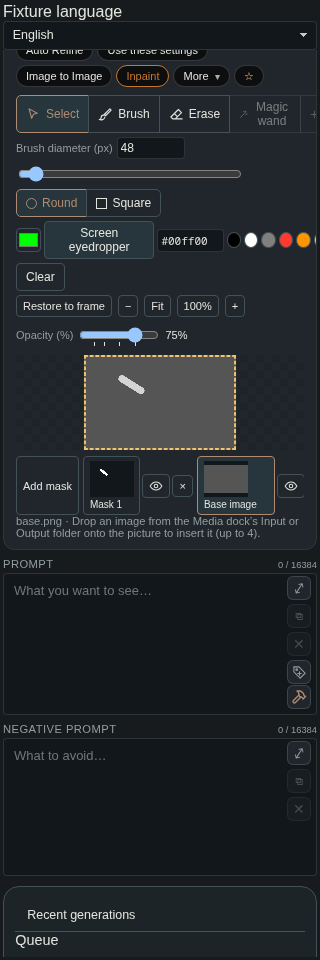 Fixture language
English
Auto Refine
Use these settings
Image to Image
Inpaint
More ▾
☆
Select
Brush
Erase
Magic wand
Brush diameter (px)
48
Round
Square
Screen eyedropper
#00ff00
Clear
Restore to frame
−
Fit
100%
+
Opacity (%)
75%
Add mask
Mask 1
×
Base image
base.png · Drop an image from the Media dock's Input or
Output folder onto the picture to insert it (up to 4).
PROMPT
0 / 16384
What you want to see…
NEGATIVE PROMPT
0 / 16384
What to avoid…
Recent generations
Queue